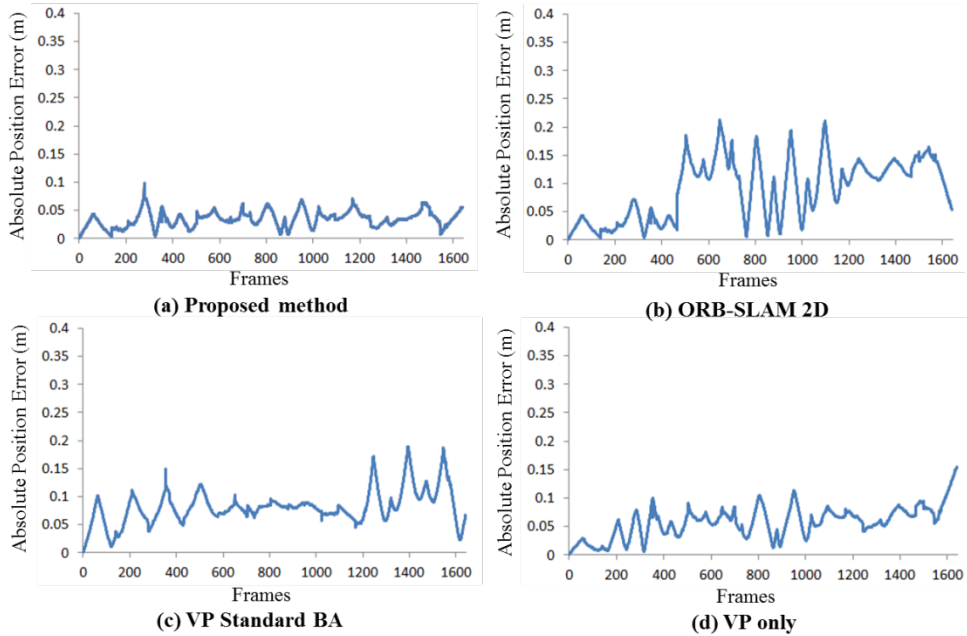 Absolute Position Error (m)
0.4
0.35
0.3
0.25
0.2
0.15
0.1
0.05
0
0 200 400 600 800 1000 1200 1400 1600
Frames
(a) Proposed method
Absolute Position Error (m)
0.4
0.35
0.3
0.25
0.2
0.15
0.1
0.05
0
0 200 400 600 800 1000 1200 1400 1600
Frames
(b) ORB-SLAM 2D
Absolute Position Error (m)
0.4
0.35
0.3
0.25
0.2
0.15
0.1
0.05
0
0 200 400 600 800 1000 1200 1400 1600
Frames
(c) VP Standard BA
Absolute Position Error (m)
0.4
0.35
0.3
0.25
0.2
0.15
0.1
0.05
0
0 200 400 600 800 1000 1200 1400 1600
Frames
(d) VP only